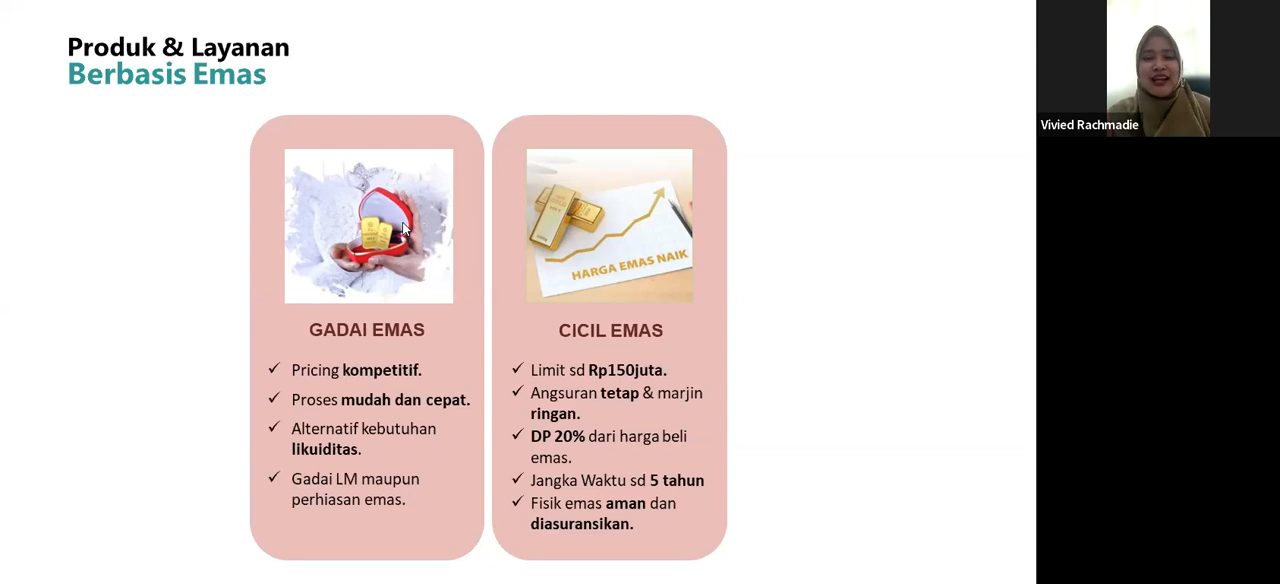 Produk & Layanan
Berbasis Emas
HARGA EMAS NAIK
GADAI EMAS
Pricing kompetitif.
Proses mudah dan cepat.
Alternatif kebutuhan
likuiditas.
Gadai LM maupun
perhiasan emas.
CICIL EMAS
Limit sd Rp150juta.
Angsuran tetap & marjin
ringan.
DP 20% dari harga beli
emas.
Jangka Waktu sd 5 tahun
Fisik emas aman dan
diasuransikan.
Vivied Rachmadie